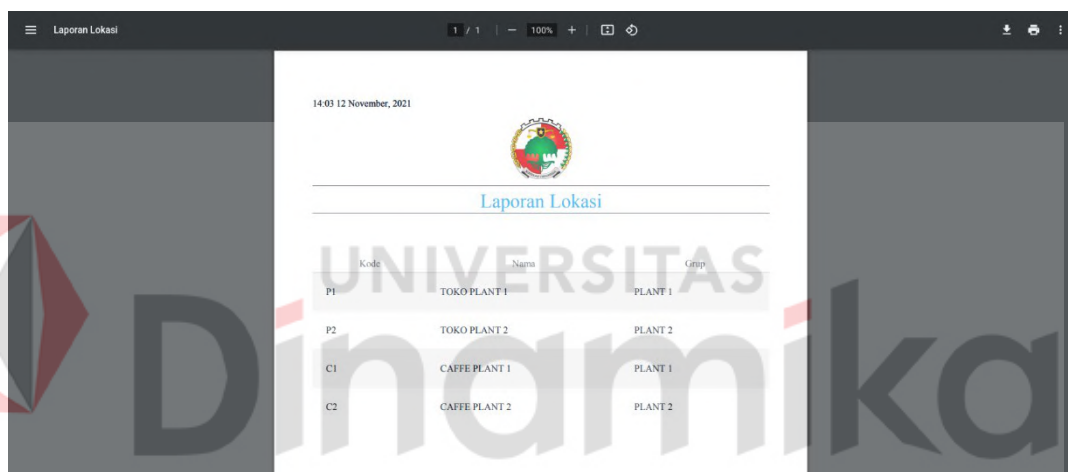 Laporan Lokasi
1 / 1 | − 100% + |
14:03 12 November, 2021
Laporan Lokasi
UNIVERSITAS
Dinamika
Kode Nama Grup
P1 TOKO PLANT 1 PLANT 1
P2 TOKO PLANT 2 PLANT 2
C1 CAFFE PLANT 1 PLANT 1
C2 CAFFE PLANT 2 PLANT 2